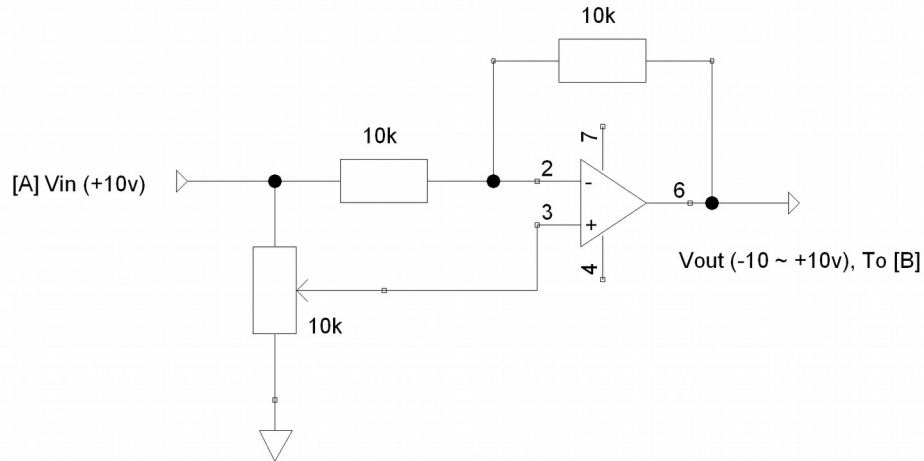 10k
10k
7
[A] Vin (+10v)
2
-
3
+
6
4
Vout (-10 ~ +10v), To [B]
10k